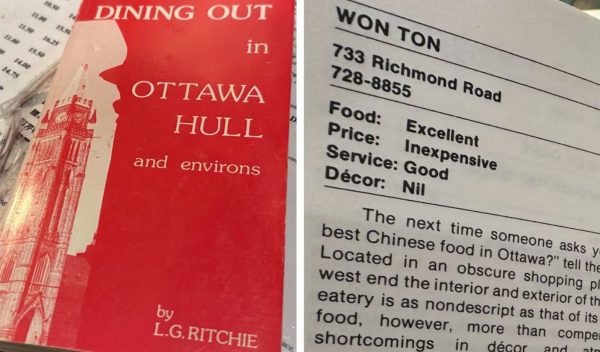 DINING OUT
in
OTTAWA
HULL
and environs
by
L.G. RITCHIE
14.75
WON TON
733 Richmond Road
728-8855
Food: Excellent
Price: Inexpensive
Service: Good
Décor: Nil
The next time someone asks
best Chinese food in Ottawa?" tell
Located in an obscure shopping
west end the interior and exterior of
eatery is as nondescript as that of its
food, however, more than
shortcomings in décor and